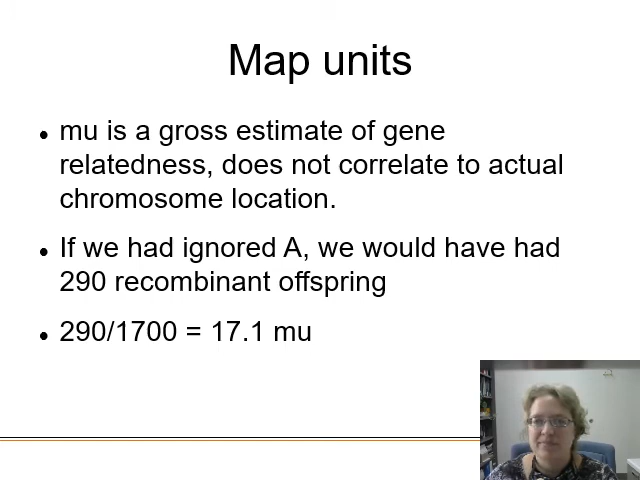 Map units
● mu is a gross estimate of gene
relatedness, does not correlate to actual
chromosome location.
● If we had ignored A, we would have had
290 recombinant offspring
● 290/1700 = 17.1 mu